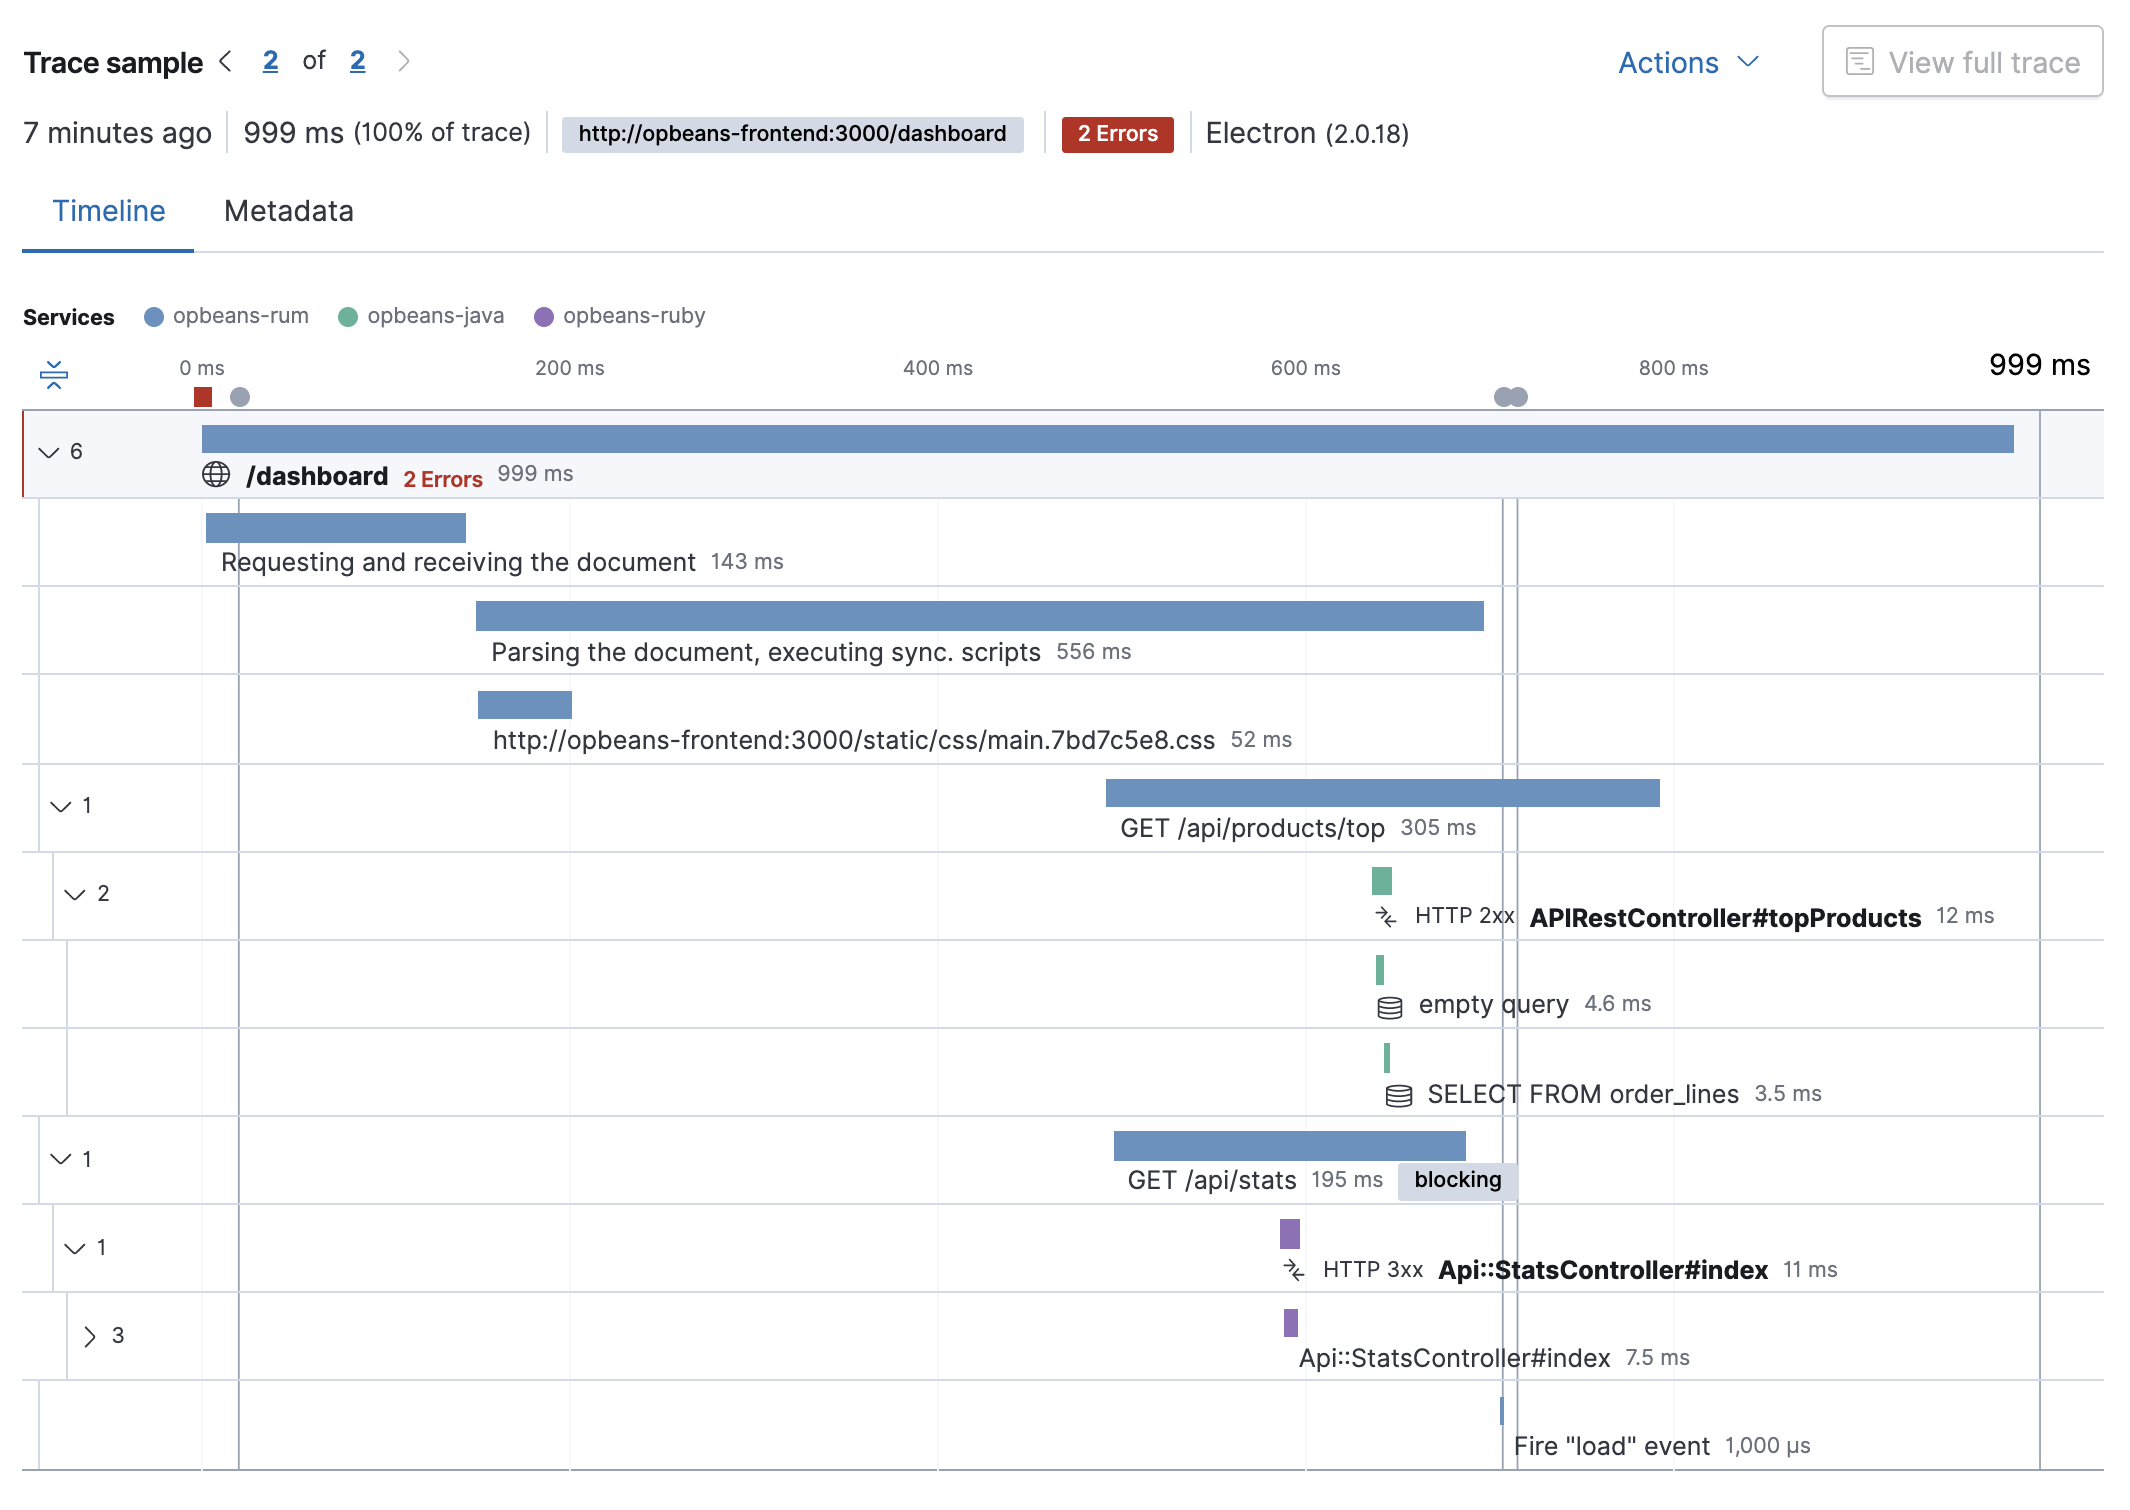 Trace sample 2 of 2 Actions View full trace
7 minutes ago 999 ms (100% of trace) http://opbeans-frontend:3000/dashboard 2 Errors Electron (2.0.18)
Timeline Metadata
Services opbeans-rum opbeans-java opbeans-ruby
0 ms 200 ms 400 ms 600 ms 800 ms 999 ms
6
/dashboard 2 Errors 999 ms
Requesting and receiving the document 143 ms
Parsing the document, executing sync. scripts 556 ms
http://opbeans-frontend:3000/static/css/main.7bd7c5e8.css 52 ms
1
GET /api/products/top 305 ms
2
HTTP 2xx APIRestController#topProducts 12 ms
empty query 4.6 ms
SELECT FROM order_lines 3.5 ms
1
GET /api/stats 195 ms blocking
1
HTTP 3xx Api::StatsController#index 11 ms
3
Api::StatsController#index 7.5 ms
Fire "load" event 1,000 μs